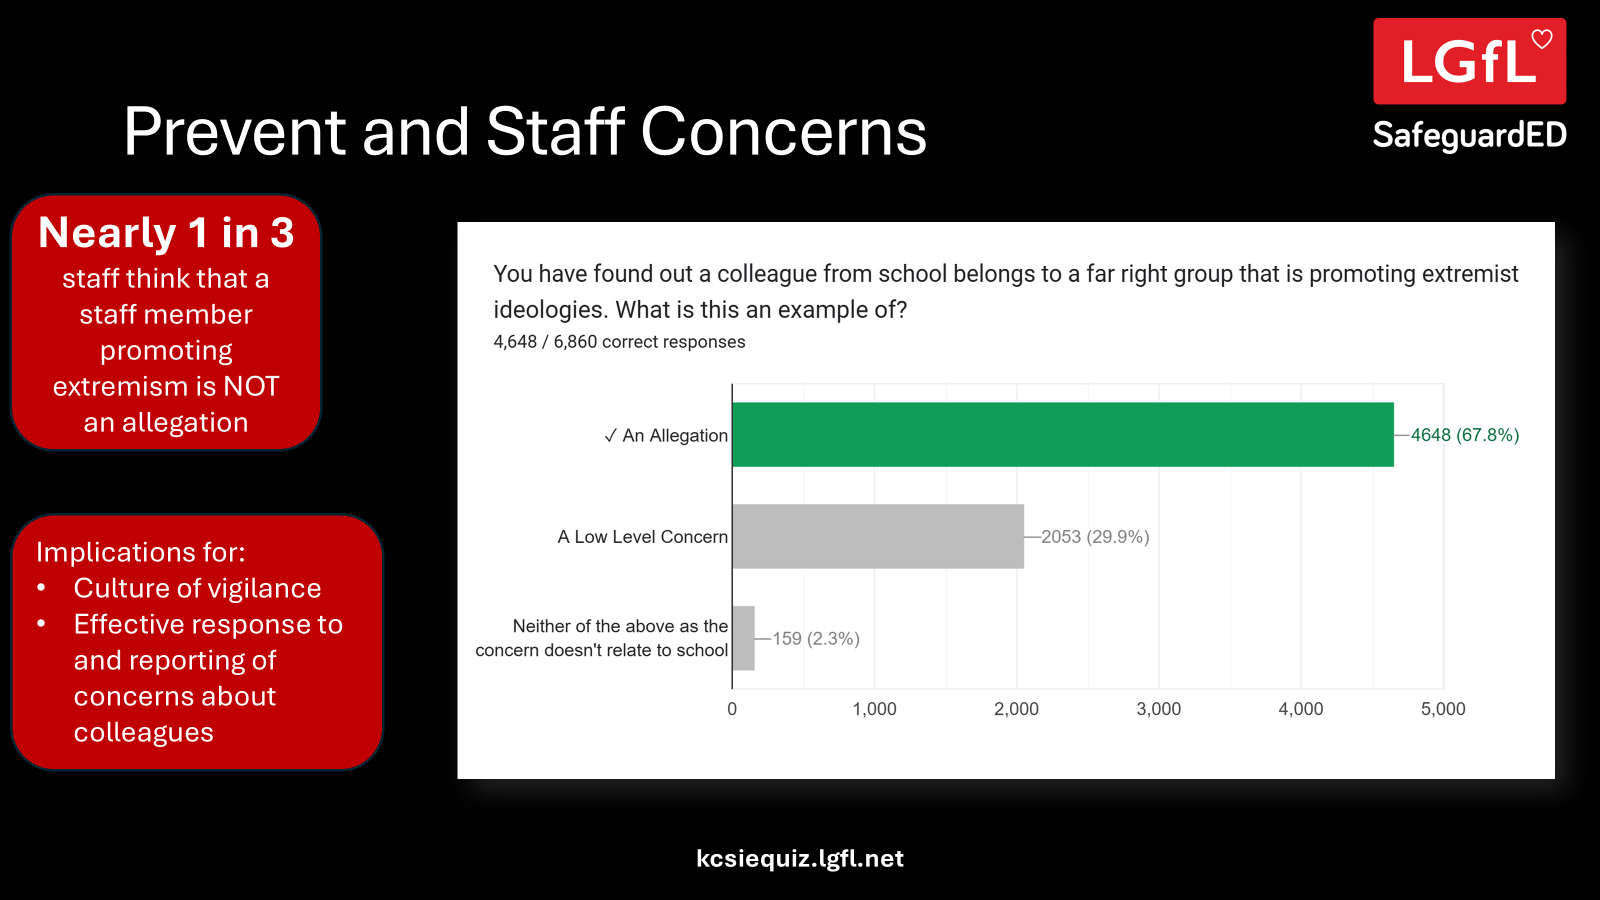 LGfL
SafeguardED
Prevent and Staff Concerns
Nearly 1 in 3
staff think that a
staff member
promoting
extremism is NOT
an allegation
Implications for:
• Culture of vigilance
• Effective response to
and reporting of
concerns about
colleagues
You have found out a colleague from school belongs to a far right group that is promoting extremist
ideologies. What is this an example of?
4,648 / 6,860 correct responses
✓ An Allegation
4648 (67.8%)
A Low Level Concern
2053 (29.9%)
Neither of the above as the
concern doesn't relate to school
159 (2.3%)
0 1,000 2,000 3,000 4,000 5,000
kcsiequiz.lgfl.net